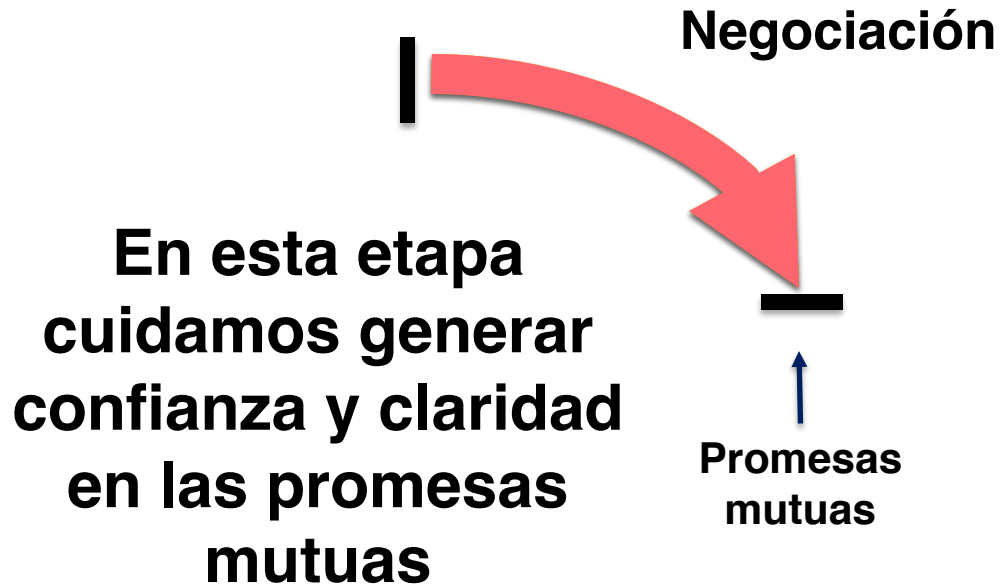 Negociación
En esta etapa
cuidamos generar
confianza y claridad
en las promesas
mutuas
Promesas
mutuas